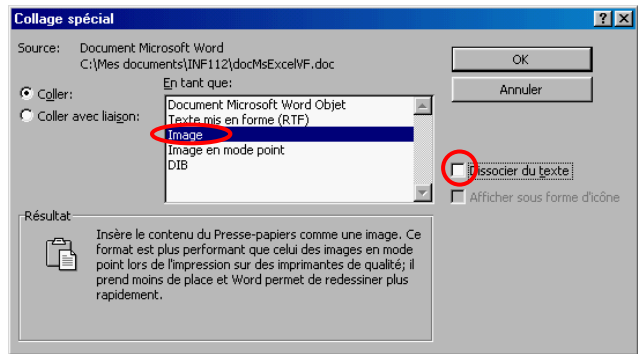 Collage spécial
Source: Document Microsoft Word
C:\Mes documents\INF112\docMsExcelVF.doc
OK
Annuler
En tant que:
Coller:
Coller avec liaison:
Document Microsoft Word Objet
Texte mis en forme (RTF)
Image
Image en mode point
DIB
Dissocier du texte
Afficher sous forme d'icône
Résultat
Insère le contenu du Presse-papiers comme une image. Ce
format est plus performant que celui des images en mode
point lors de l'impression sur des imprimantes de qualité; il
prend moins de place et Word permet de redessiner plus
rapidement.